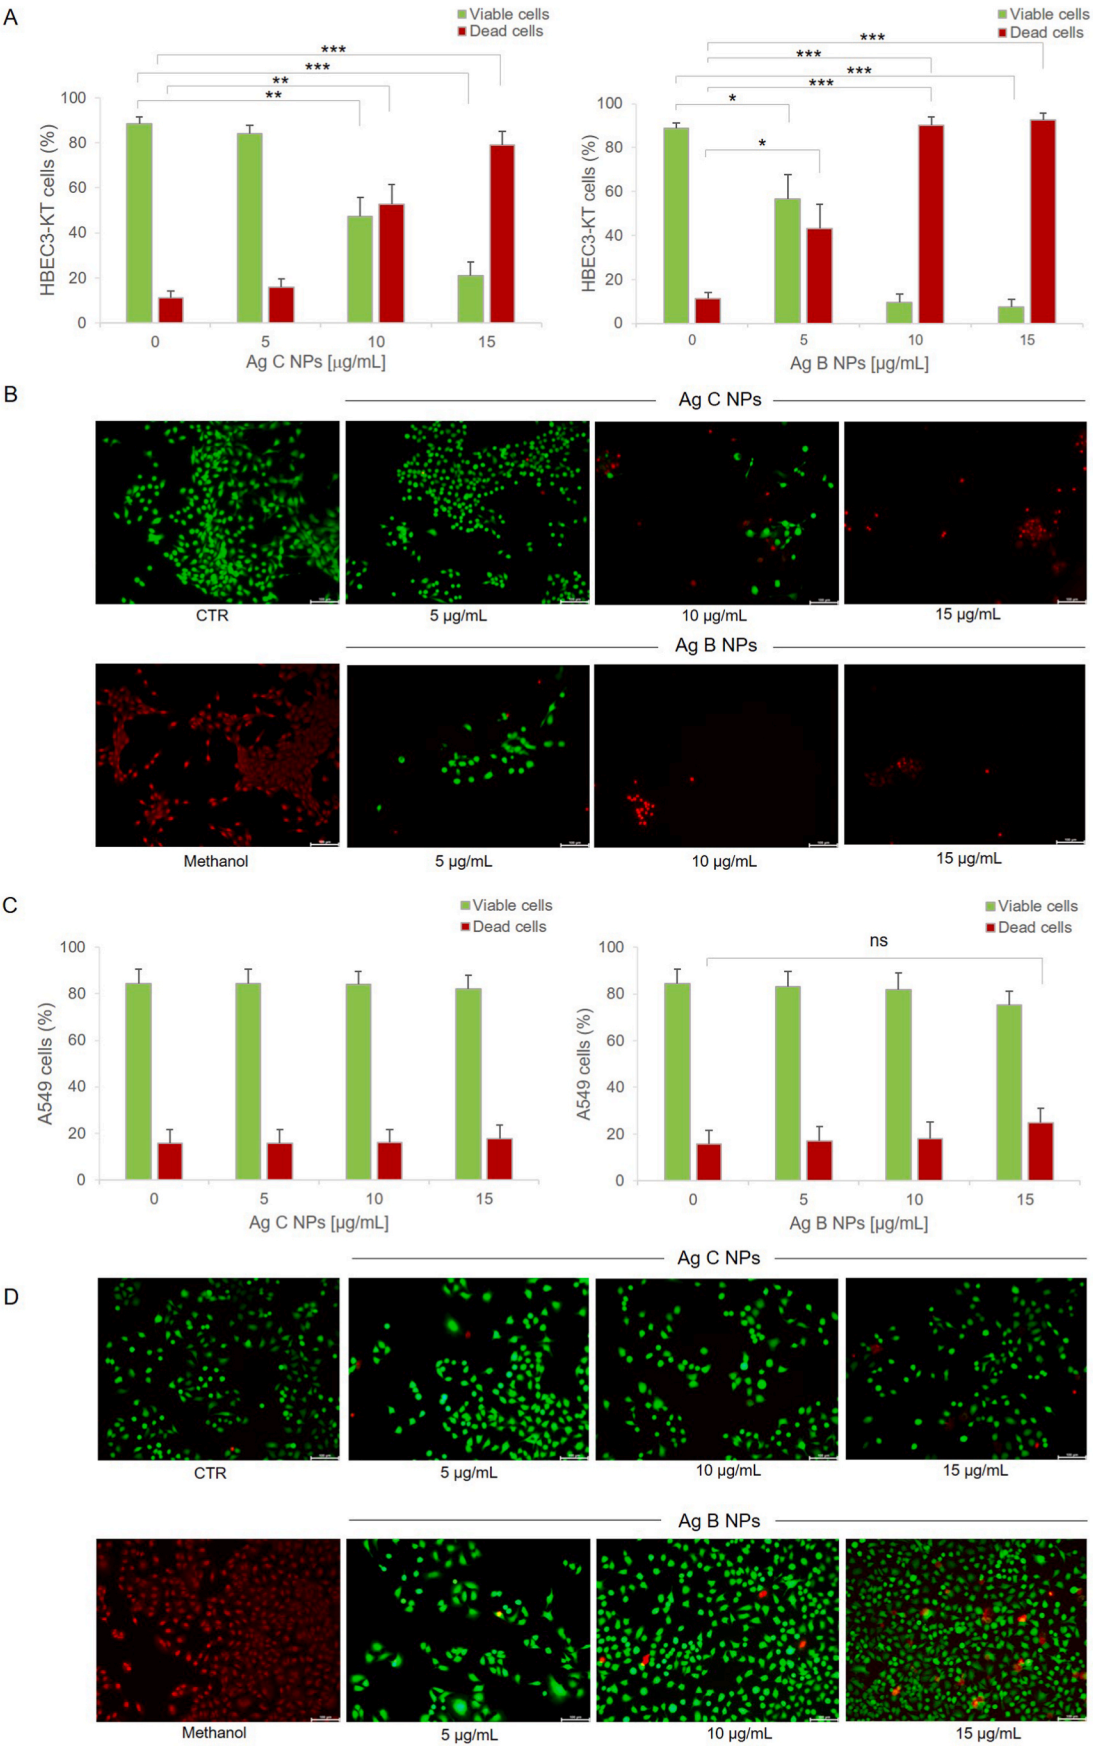 A
Viable cells
Dead cells
***
***
**
**
HBEC3-KT cells (%)
100
80
60
40
20
0
0 5 10 15
Ag C NPs [µg/mL]
Viable cells
Dead cells
***
***
***
***
*
*
HBEC3-KT cells (%)
100
80
60
40
20
0
0 5 10 15
Ag B NPs [µg/mL]
B
Ag C NPs
CTR 5 µg/mL 10 µg/mL 15 µg/mL
Ag B NPs
Methanol 5 µg/mL 10 µg/mL 15 µg/mL
C
Viable cells
Dead cells
A549 cells (%)
100
80
60
40
20
0
0 5 10 15
Ag C NPs [µg/mL]
Viable cells
Dead cells
ns
A549 cells (%)
100
80
60
40
20
0
0 5 10 15
Ag B NPs [µg/mL]
Ag C NPs
D
CTR 5 µg/mL 10 µg/mL 15 µg/mL
Ag B NPs
Methanol 5 µg/mL 10 µg/mL 15 µg/mL